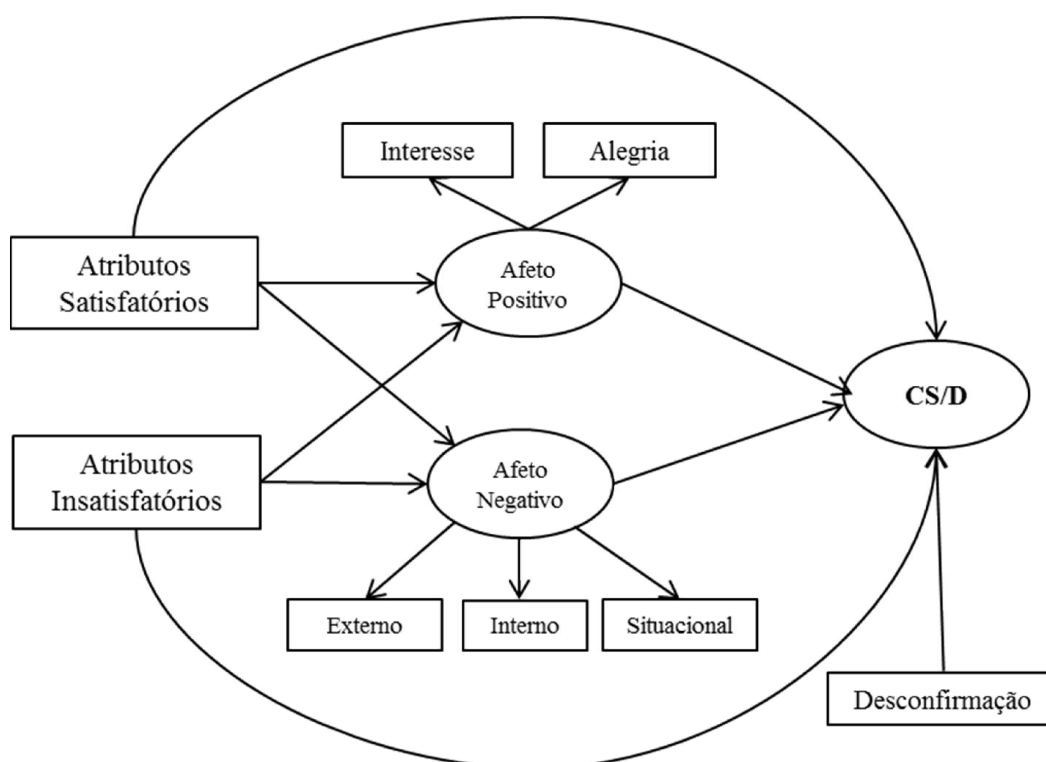 Interesse
Alegria
Atributos
Satisfatórios
Afeto
Positivo
CS/D
Atributos
Insatisfatórios
Afeto
Negativo
Externo
Interno
Situacional
Desconfirmação